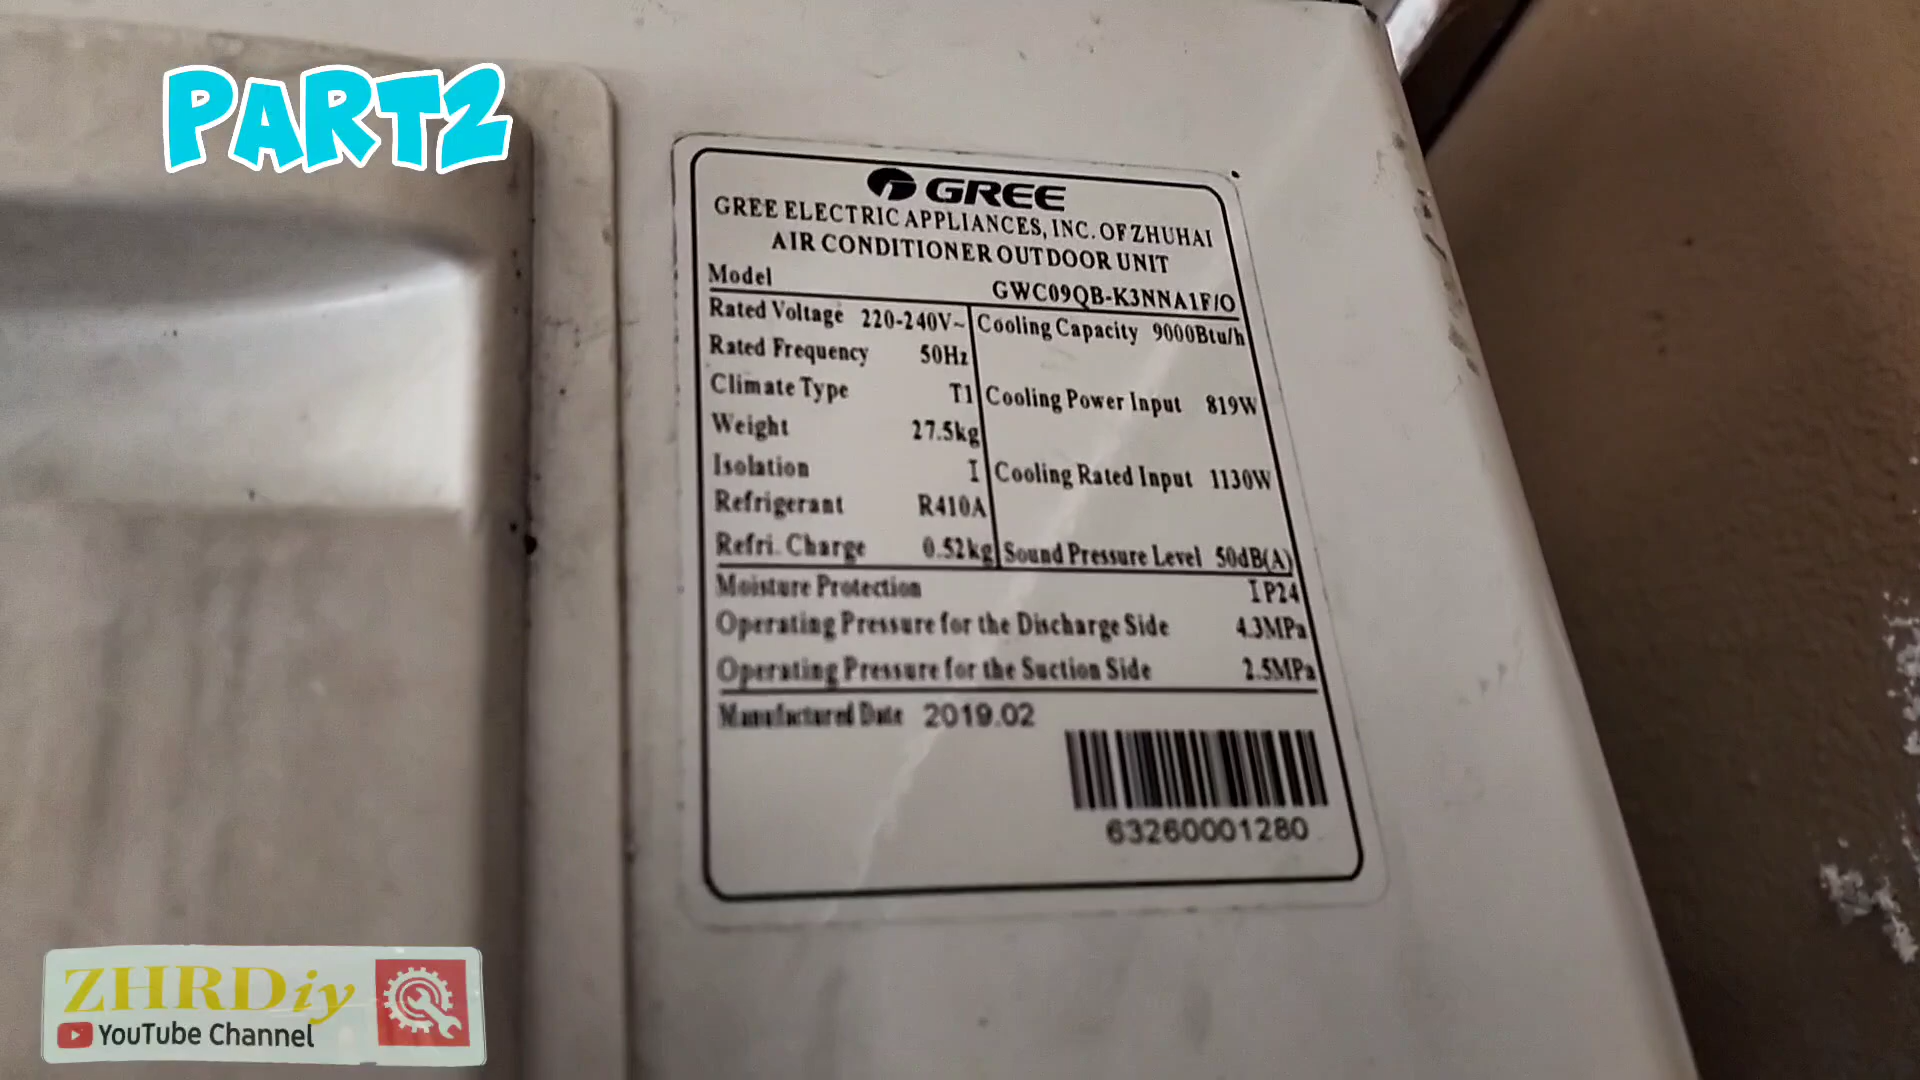 PART2
GREE
GREE ELECTRIC APPLIANCES, INC. OF ZHUHAI
AIR CONDITIONER OUTDOOR UNIT
Model GWC09QB-K3NNA1F/O
Rated Voltage 220-240V~ Cooling Capacity 9000Btu/h
Rated Frequency 50Hz
Climate Type T1 Cooling Power Input 819W
Weight 27.5kg
Isolation I Cooling Rated Input 1130W
Refrigerant R410A
Refri. Charge 0.52kg Sound Pressure Level 50dB(A)
Moisture Protection IP24
Operating Pressure for the Discharge Side 4.3MPa
Operating Pressure for the Suction Side 2.5MPa
Manufactured Date 2019.02
63260001280
ZHRDiy
YouTube Channel